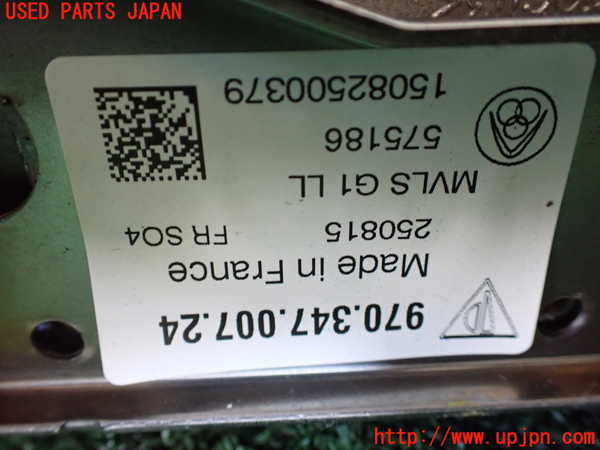 USED PARTS JAPAN
970.347.007.24
Made in France
250815 FR SO4
MVLS G1 LL
575186
15082500379
http://www.upjpn.com